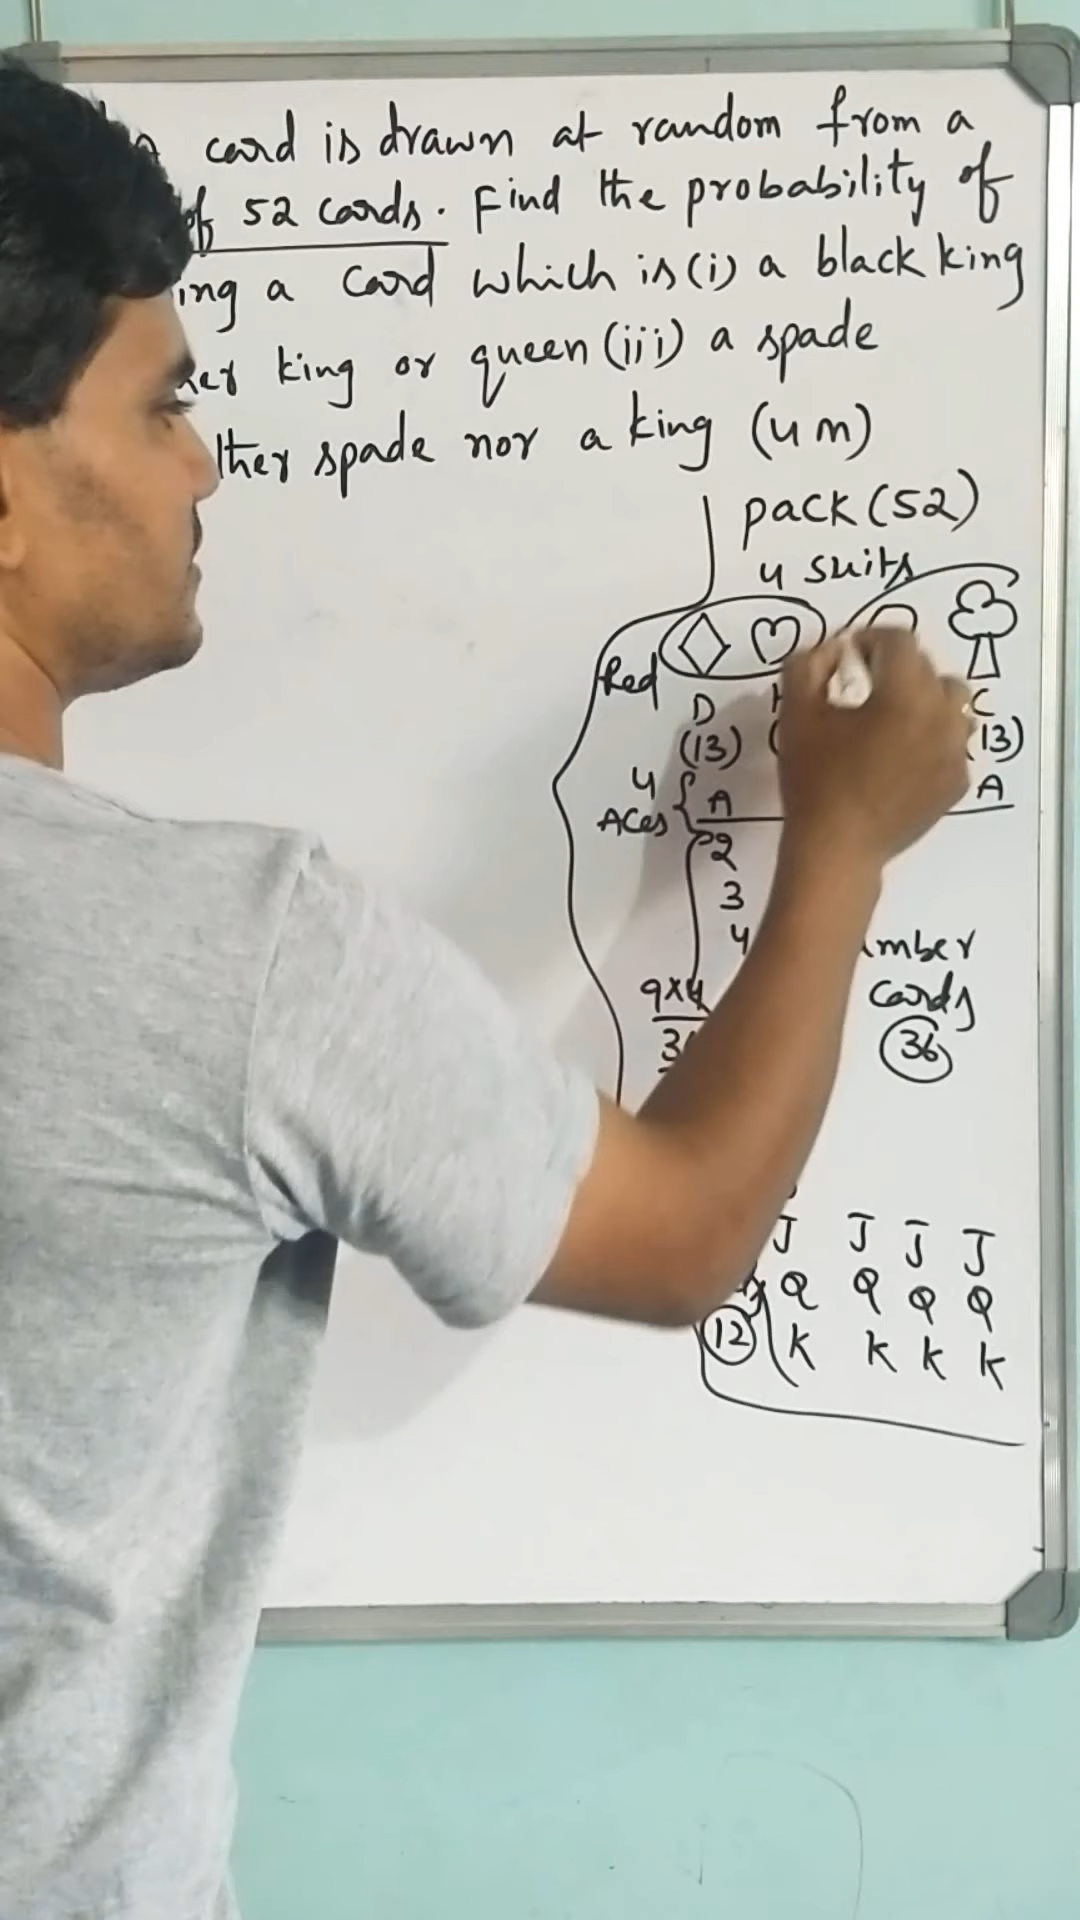 card is drawn at random from a
of 52 cards. Find the probability of
ing a card which is (i) a black king
her king or queen (iii) a spade
ther spade nor a king (4 m)
pack (52)
4 suits
Red
D C
(13) (13)
4 Aces { A A
2
3
4
9x4 mber
cards
36
J J J J
Q Q Q Q
12 K K K K